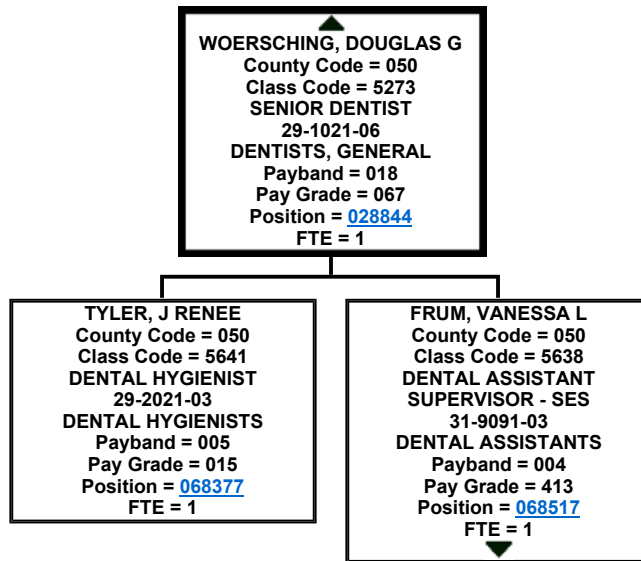 WOERSCHING, DOUGLAS G
County Code = 050
Class Code = 5273
SENIOR DENTIST
29-1021-06
DENTISTS, GENERAL
Payband = 018
Pay Grade = 067
Position = 028844
FTE = 1
TYLER, J RENEE
County Code = 050
Class Code = 5641
DENTAL HYGIENIST
29-2021-03
DENTAL HYGIENISTS
Payband = 005
Pay Grade = 015
Position = 068377
FTE = 1
FRUM, VANESSA L
County Code = 050
Class Code = 5638
DENTAL ASSISTANT
SUPERVISOR - SES
31-9091-03
DENTAL ASSISTANTS
Payband = 004
Pay Grade = 413
Position = 068517
FTE = 1